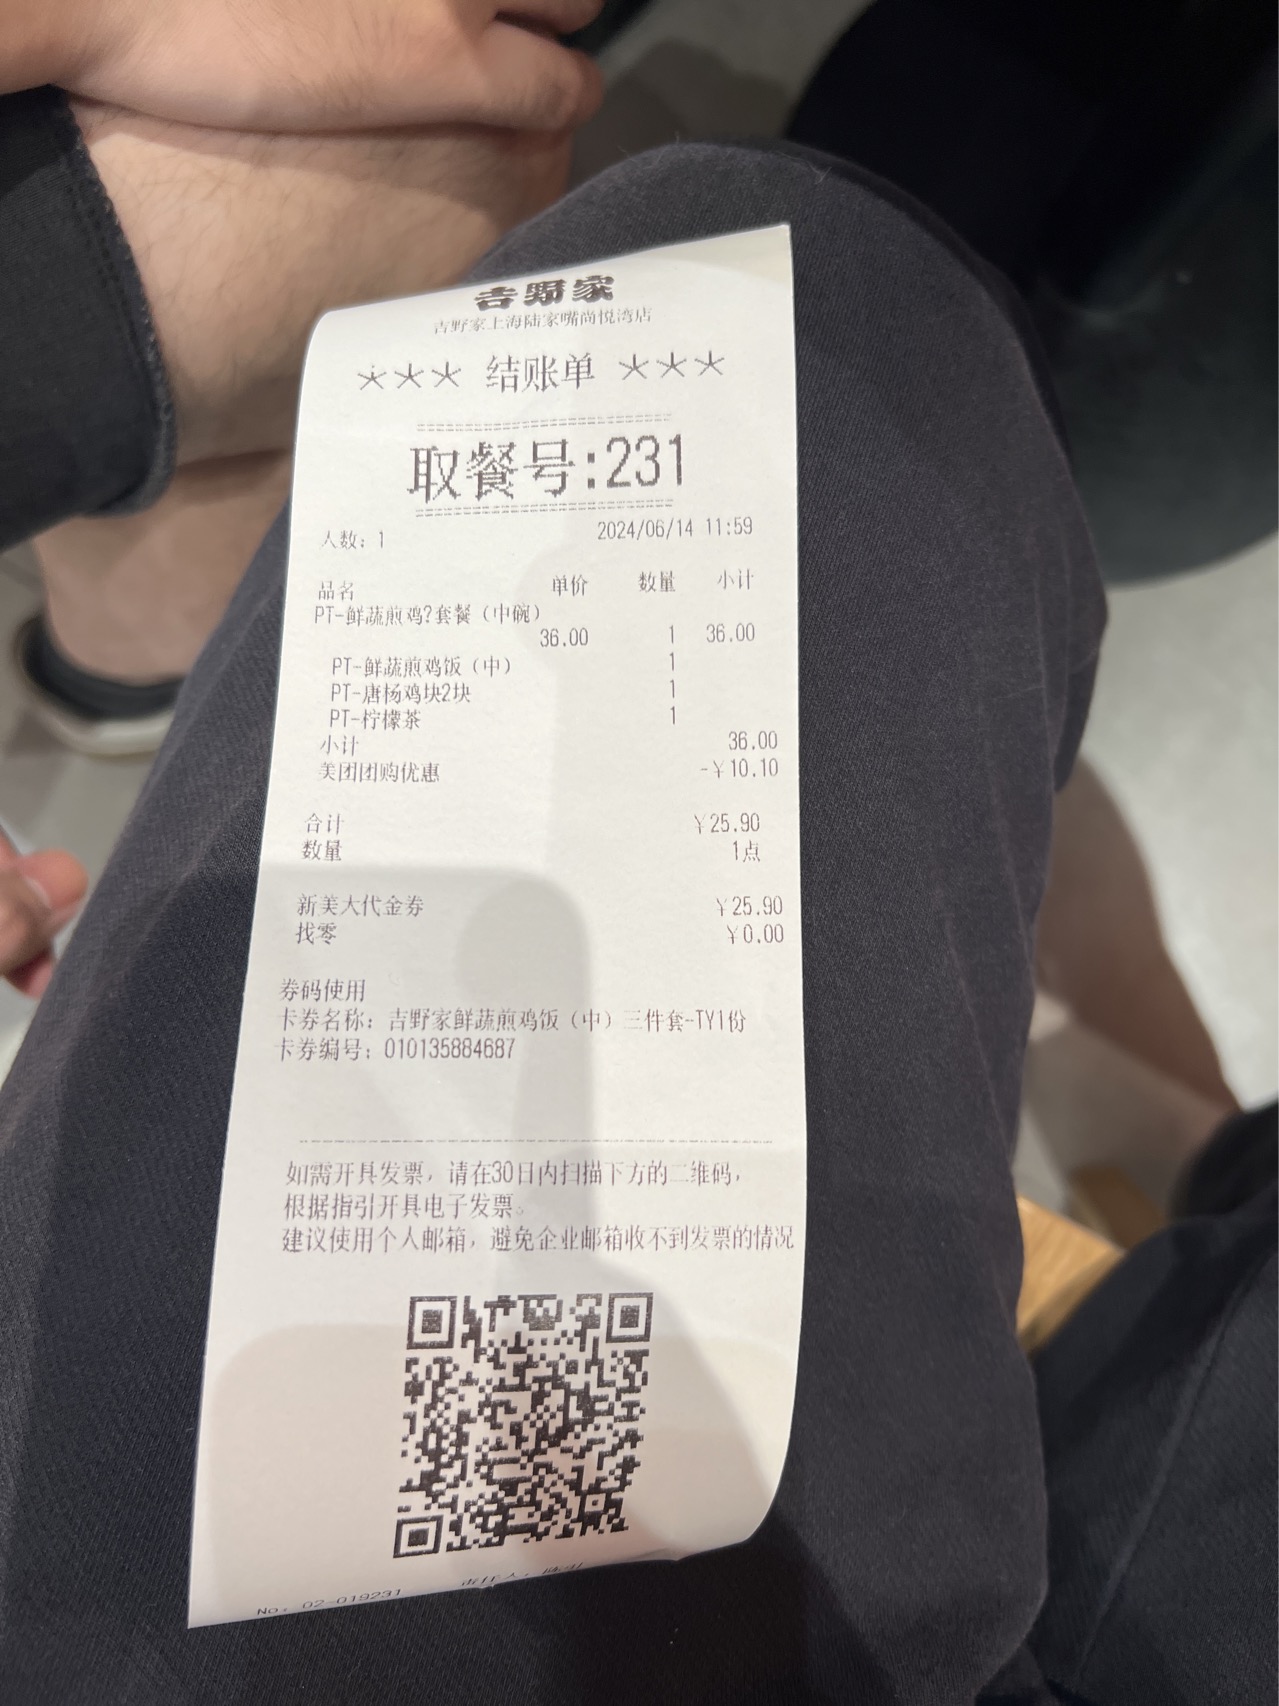 吉野家
吉野家上海陆家嘴尚悦湾店
*** 结账单 ***
取餐号:231
人数: 1 2024/06/14 11:59
品名 单价 数量 小计
PT-鲜蔬煎鸡?套餐（中碗）
36.00 1 36.00
PT-鲜蔬煎鸡饭（中） 1
PT-唐杨鸡块2块 1
PT-柠檬茶 1
小计 36.00
美团团购优惠 -￥10.10
合计 ￥25.90
数量 1点
新美大代金券 ￥25.90
找零 ￥0.00
券码使用
卡券名称: 吉野家鲜蔬煎鸡饭（中）三件套-TY1份
卡券编号: 010135884687
如需开具发票，请在30日内扫描下方的二维码，
根据指引开具电子发票。
建议使用个人邮箱，避免企业邮箱收不到发票的情况
No. 02-019231 责任人: